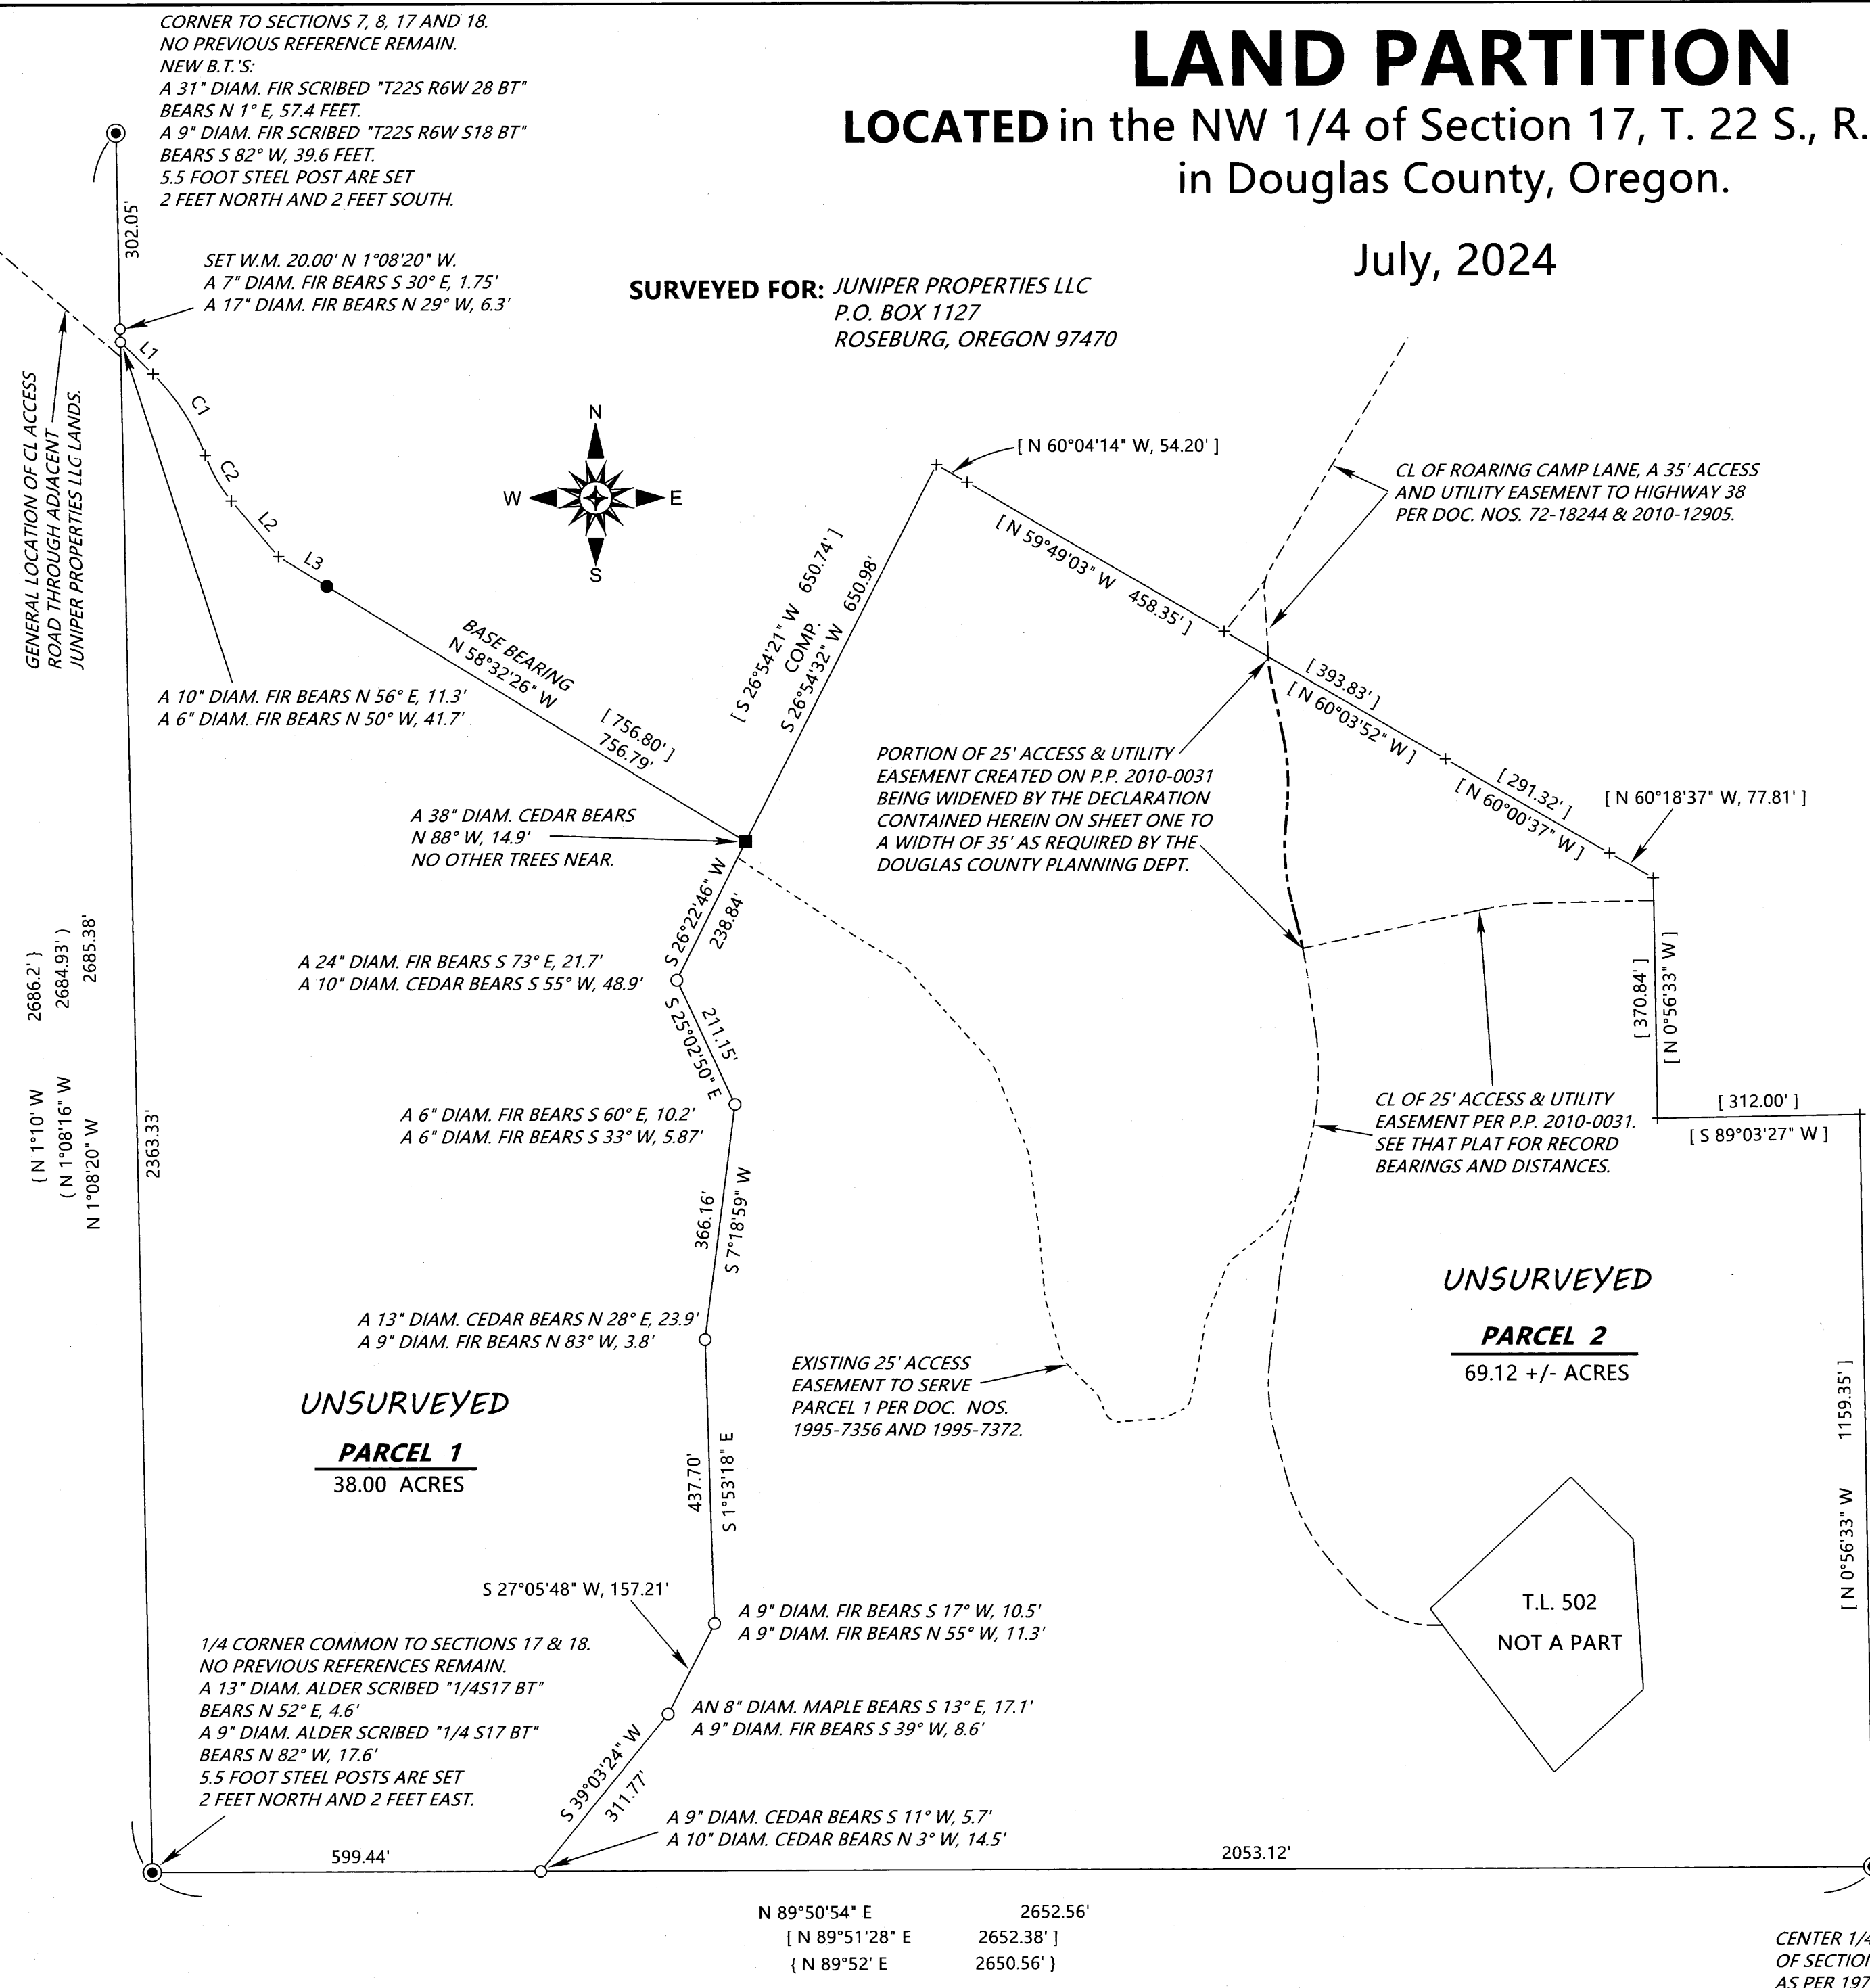 CORNER TO SECTIONS 7, 8, 17 AND 18.
NO PREVIOUS REFERENCE REMAIN.
NEW B.T.'S:
A 31" DIAM. FIR SCRIBED "T22S R6W 28 BT"
BEARS N 1° E, 57.4 FEET.
A 9" DIAM. FIR SCRIBED "T22S R6W S18 BT"
BEARS S 82° W, 39.6 FEET.
5.5 FOOT STEEL POST ARE SET
2 FEET NORTH AND 2 FEET SOUTH.
LAND PARTITION
LOCATED in the NW 1/4 of Section 17, T. 22 S., R.
in Douglas County, Oregon.
July, 2024
302.05'
SET W.M. 20.00' N 1°08'20" W.
A 7" DIAM. FIR BEARS S 30° E, 1.75'
A 17" DIAM. FIR BEARS N 29° W, 6.3'
SURVEYED FOR: JUNIPER PROPERTIES LLC
P.O. BOX 1127
ROSEBURG, OREGON 97470
L1
C1
C2
L2
L3
GENERAL LOCATION OF CL ACCESS
ROAD THROUGH ADJACENT
JUNIPER PROPERTIES LLC LANDS.
N
W
E
S
[ N 60°04'14" W, 54.20' ]
CL OF ROARING CAMP LANE, A 35' ACCESS
AND UTILITY EASEMENT TO HIGHWAY 38
PER DOC. NOS. 72-18244 & 2010-12905.
[ N 59°49'03" W 458.35' ]
[ S 26°54'21" W 650.74' ]
COMP.
S 26°54'32" W 650.98'
BASE BEARING
N 58°32'26" W
[ 756.80' ]
756.79'
A 10" DIAM. FIR BEARS N 56° E, 11.3'
A 6" DIAM. FIR BEARS N 50° W, 41.7'
[ 393.83' ]
[ N 60°03'52" W ]
[ 291.32' ]
[ N 60°00'37" W ]
[ N 60°18'37" W, 77.81' ]
PORTION OF 25' ACCESS & UTILITY
EASEMENT CREATED ON P.P. 2010-0031
BEING WIDENED BY THE DECLARATION
CONTAINED HEREIN ON SHEET ONE TO
A WIDTH OF 35' AS REQUIRED BY THE
DOUGLAS COUNTY PLANNING DEPT.
A 38" DIAM. CEDAR BEARS
N 88° W, 14.9'
NO OTHER TREES NEAR.
S 26°22'46" W
238.84'
A 24" DIAM. FIR BEARS S 73° E, 21.7'
A 10" DIAM. CEDAR BEARS S 55° W, 48.9'
{ N 1°10' W 2686.2' }
( N 1°08'16" W 2684.93' )
N 1°08'20" W 2685.38'
2363.33'
[ 370.84' ]
[ N 0°56'33" W ]
211.15'
S 25°02'50" E
A 6" DIAM. FIR BEARS S 60° E, 10.2'
A 6" DIAM. FIR BEARS S 33° W, 5.87'
CL OF 25' ACCESS & UTILITY
EASEMENT PER P.P. 2010-0031.
SEE THAT PLAT FOR RECORD
BEARINGS AND DISTANCES.
[ 312.00' ]
[ S 89°03'27" W ]
366.16'
S 7°18'59" W
A 13" DIAM. CEDAR BEARS N 28° E, 23.9'
A 9" DIAM. FIR BEARS N 83° W, 3.8'
UNSURVEYED
PARCEL 2
69.12 +/- ACRES
EXISTING 25' ACCESS
EASEMENT TO SERVE
PARCEL 1 PER DOC. NOS.
1995-7356 AND 1995-7372.
UNSURVEYED
PARCEL 1
38.00 ACRES
437.70'
S 1°53'18" E
[ N 0°56'33" W 1159.35' ]
S 27°05'48" W, 157.21'
A 9" DIAM. FIR BEARS S 17° W, 10.5'
A 9" DIAM. FIR BEARS N 55° W, 11.3'
T.L. 502
NOT A PART
1/4 CORNER COMMON TO SECTIONS 17 & 18.
NO PREVIOUS REFERENCES REMAIN.
A 13" DIAM. ALDER SCRIBED "1/4S17 BT"
BEARS N 52° E, 4.6'
A 9" DIAM. ALDER SCRIBED "1/4 S17 BT"
BEARS N 82° W, 17.6'
5.5 FOOT STEEL POSTS ARE SET
2 FEET NORTH AND 2 FEET EAST.
AN 8" DIAM. MAPLE BEARS S 13° E, 17.1'
A 9" DIAM. FIR BEARS S 39° W, 8.6'
S 39°03'24" W
311.77'
A 9" DIAM. CEDAR BEARS S 11° W, 5.7'
A 10" DIAM. CEDAR BEARS N 3° W, 14.5'
599.44'
2053.12'
N 89°50'54" E 2652.56'
[ N 89°51'28" E 2652.38' ]
{ N 89°52' E 2650.56' }
CENTER 1/4
OF SECTION
AS PER 197